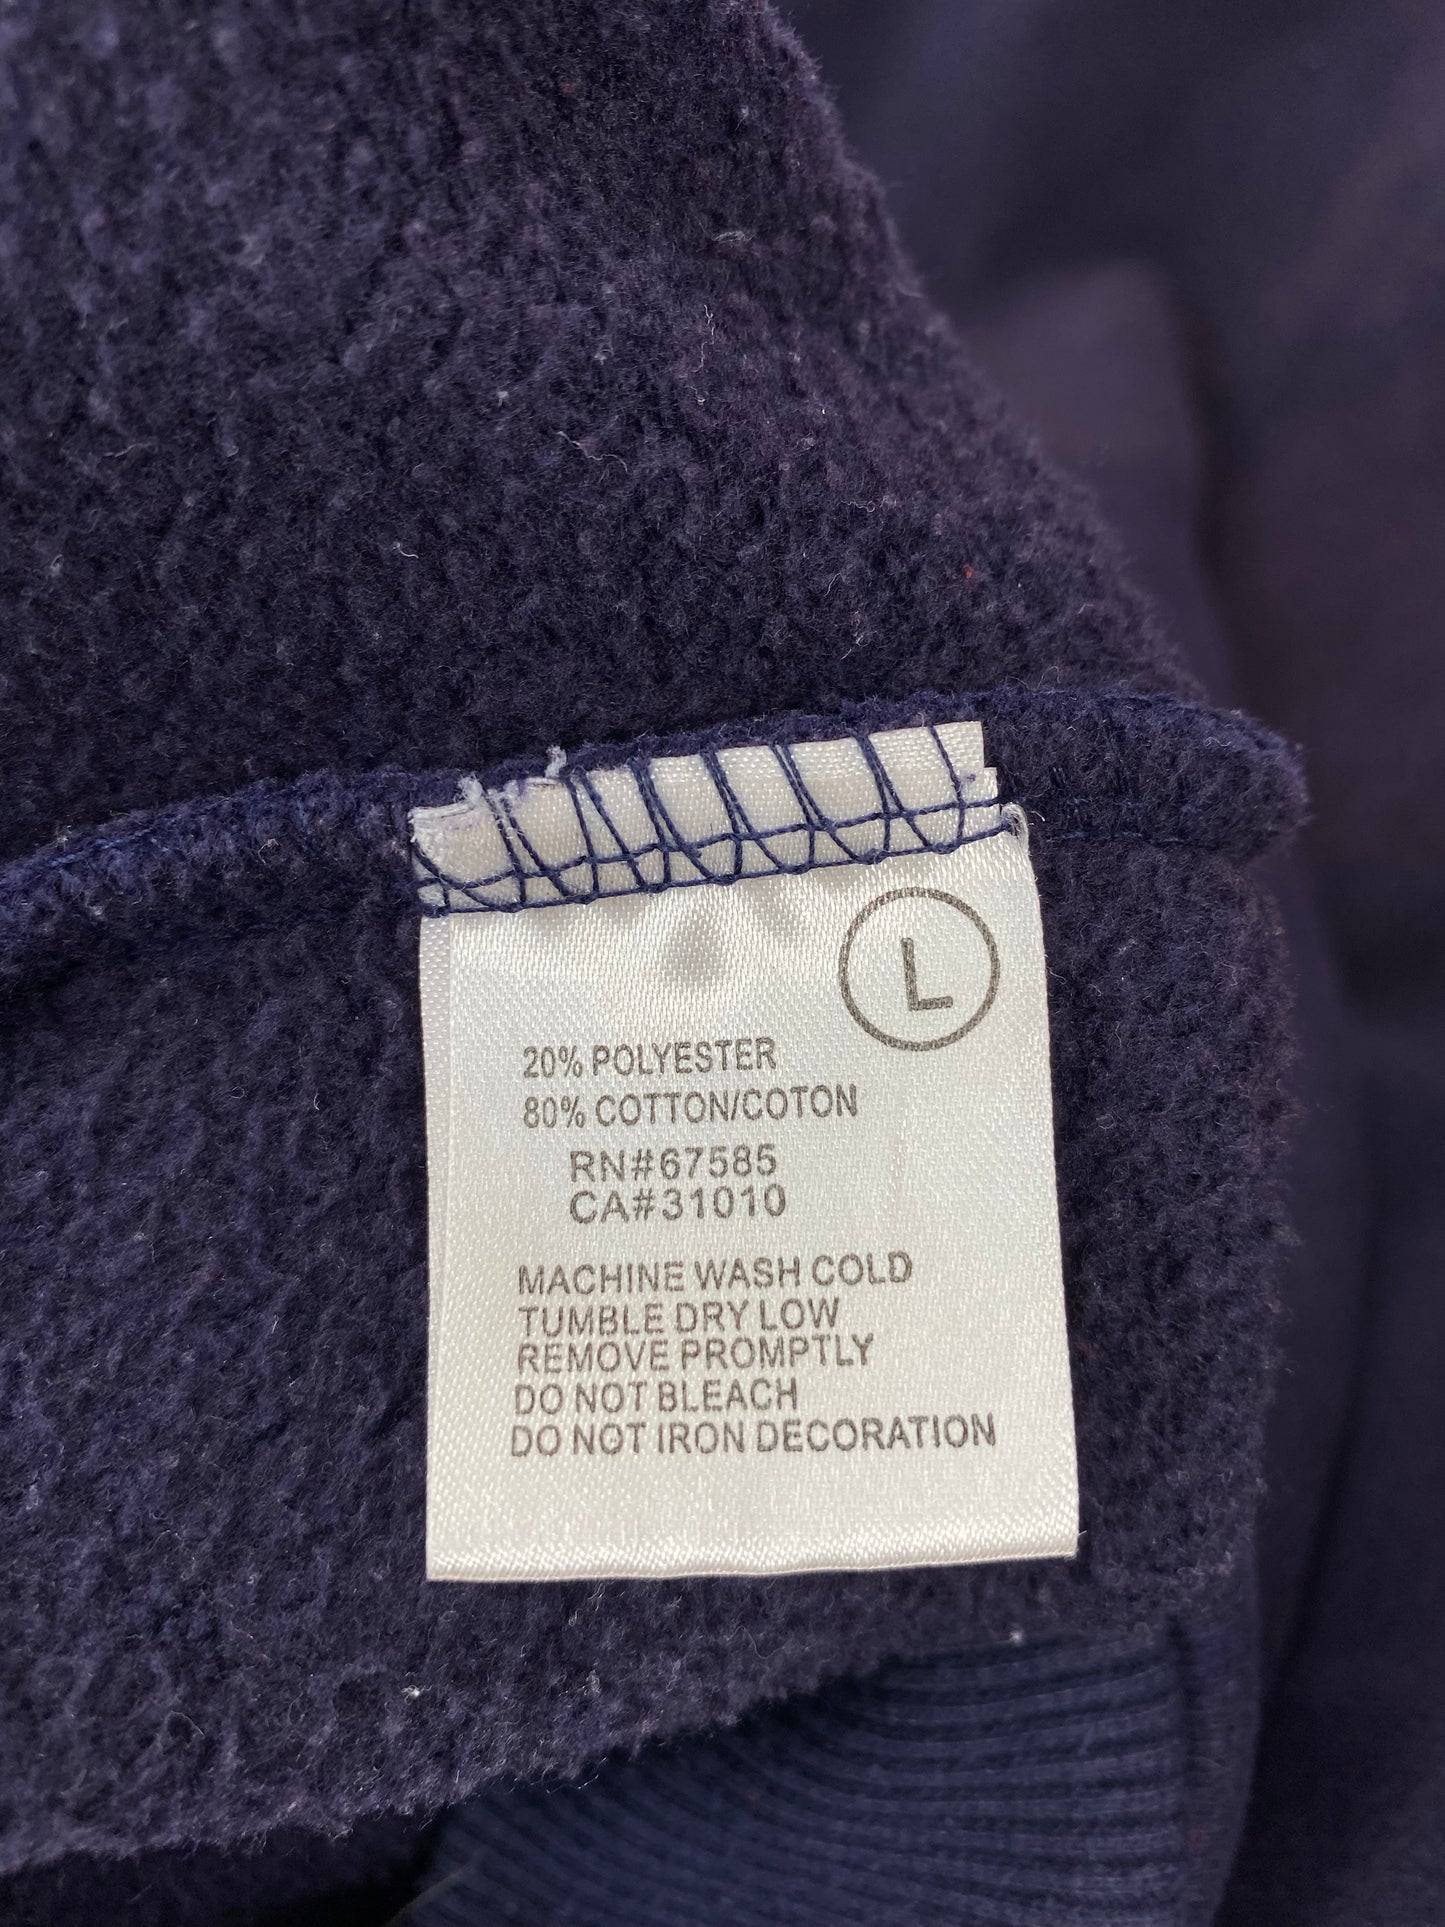 L
20% POLYESTER
80% COTTON/COTON
RN#67585
CA#31010
MACHINE WASH COLD
TUMBLE DRY LOW
REMOVE PROMPTLY
DO NOT BLEACH
DO NOT IRON DECORATION